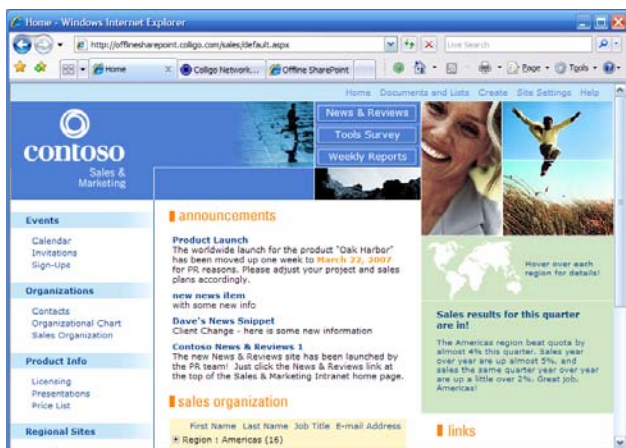 Home - Windows Internet Explorer
http://offlinesharepoint.colligo.com/sales/default.aspx
Live Search
Home
Colligo Network...
Offline SharePoint
Page
Tools
Home Documents and Lists Create Site Settings Help
contoso
Sales &
Marketing
News & Reviews
Tools Survey
Weekly Reports
Events
Calendar
Invitations
Sign-Ups
Organizations
Contacts
Organizational Chart
Sales Organization
Product Info
Licensing
Presentations
Price List
Regional Sites
announcements
Product Launch
The worldwide launch for the product "Oak Harbor"
has been moved up one week to March 22, 2007
for PR reasons. Please adjust your project and sales
plans accordingly.
new news item
with some new info
Dave's News Snippet
Client Change - here is some new information
Contoso News & Reviews 1
The new News & Reviews site has been launched by
the PR team! Just click the News & Reviews link at
the top of the Sales & Marketing Intranet home page.
sales organization
First Name Last Name Job Title E-mail Address
Region : Americas (16)
Hover over each
region for details!
Sales results for this quarter
are in!
The Americas region beat quota by
almost 4% this quarter. Sales year
over year are up almost 5%, and
sales the same quarter year over year
are up a little over 2%. Great job,
Americas!
links